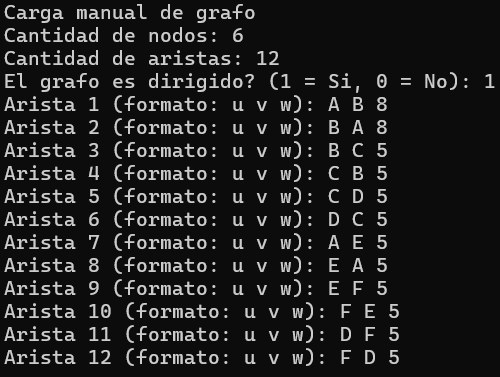 Carga manual de grafo
Cantidad de nodos: 6
Cantidad de aristas: 12
El grafo es dirigido? (1 = Si, 0 = No): 1
Arista 1 (formato: u v w): A B 8
Arista 2 (formato: u v w): B A 8
Arista 3 (formato: u v w): B C 5
Arista 4 (formato: u v w): C B 5
Arista 5 (formato: u v w): C D 5
Arista 6 (formato: u v w): D C 5
Arista 7 (formato: u v w): A E 5
Arista 8 (formato: u v w): E A 5
Arista 9 (formato: u v w): E F 5
Arista 10 (formato: u v w): F E 5
Arista 11 (formato: u v w): D F 5
Arista 12 (formato: u v w): F D 5